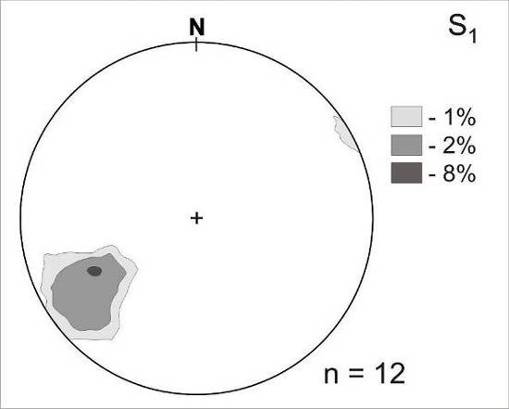 N
S₁
- 1%
- 2%
- 8%
n = 12